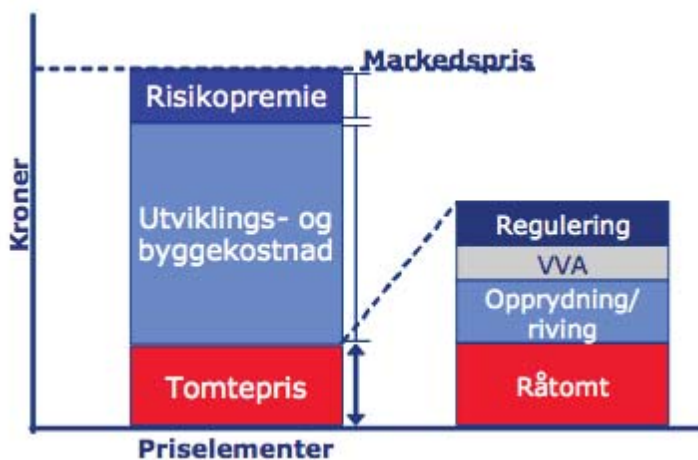 Markedspris
Risikopremie
Utviklings- og
byggekostnad
Tomtepris
Kroner
Priselementer
Regulering
VVA
Opprydning/
riving
Råtomt